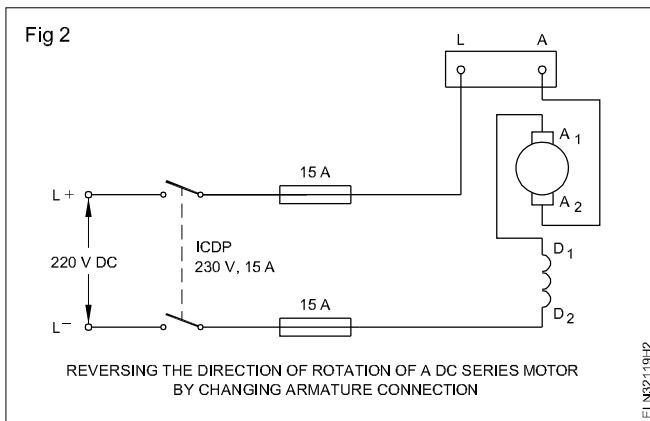 Fig 2
L A
A1
A2
15 A
L +
ICDP
230 V, 15 A
220 V DC
D1
D2
15 A
L–
REVERSING THE DIRECTION OF ROTATION OF A DC SERIES MOTOR
BY CHANGING ARMATURE CONNECTION
ELN32119H2